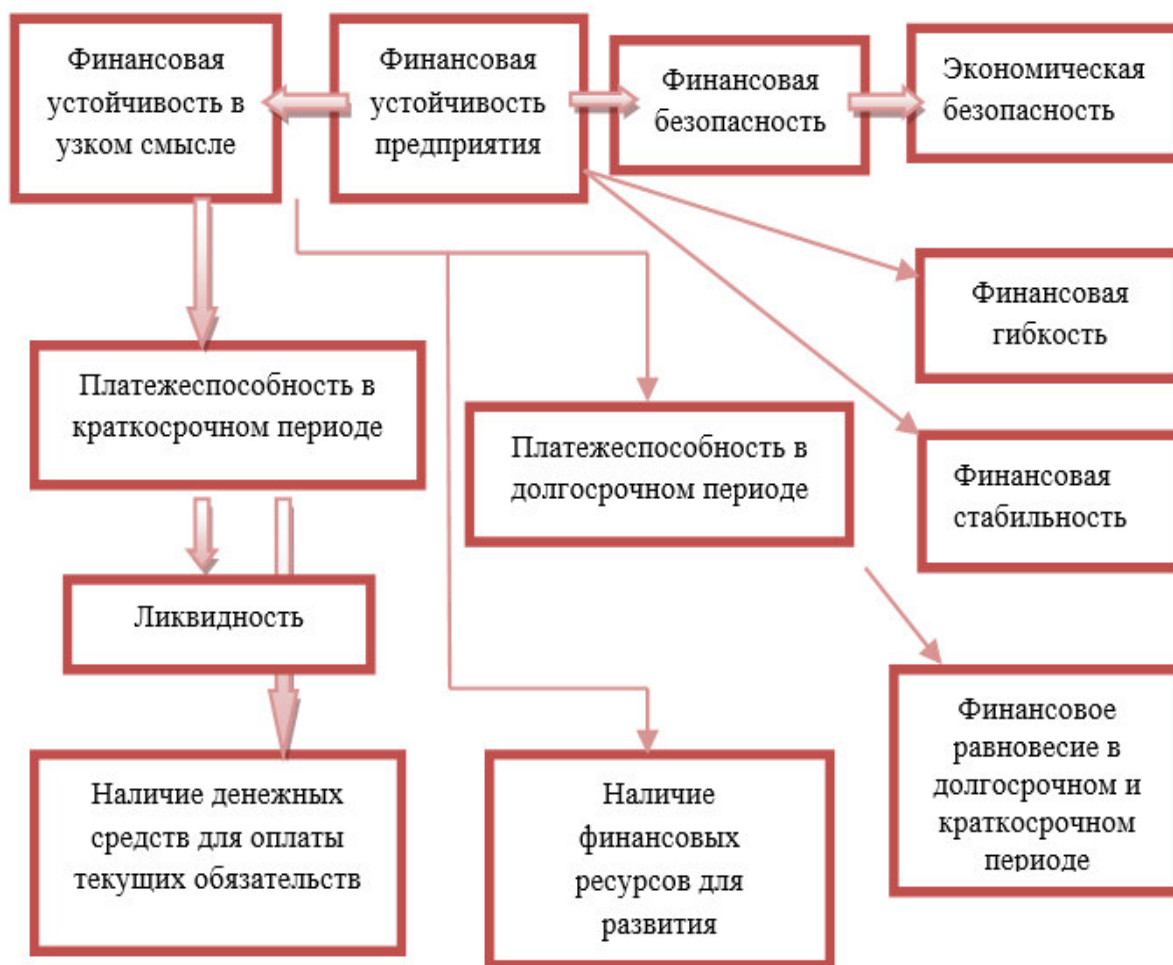 Финансовая
устойчивость в
узком смысле
Финансовая
устойчивость
предприятия
Финансовая
безопасность
Экономическая
безопасность
Финансовая
гибкость
Платежеспособность в
краткосрочном периоде
Платежеспособность в
долгосрочном периоде
Финансовая
стабильность
Ликвидность
Наличие денежных
средств для оплаты
текущих обязательств
Наличие
финансовых
ресурсов для
развития
Финансовое
равновесие в
долгосрочном и
краткосрочном
периоде